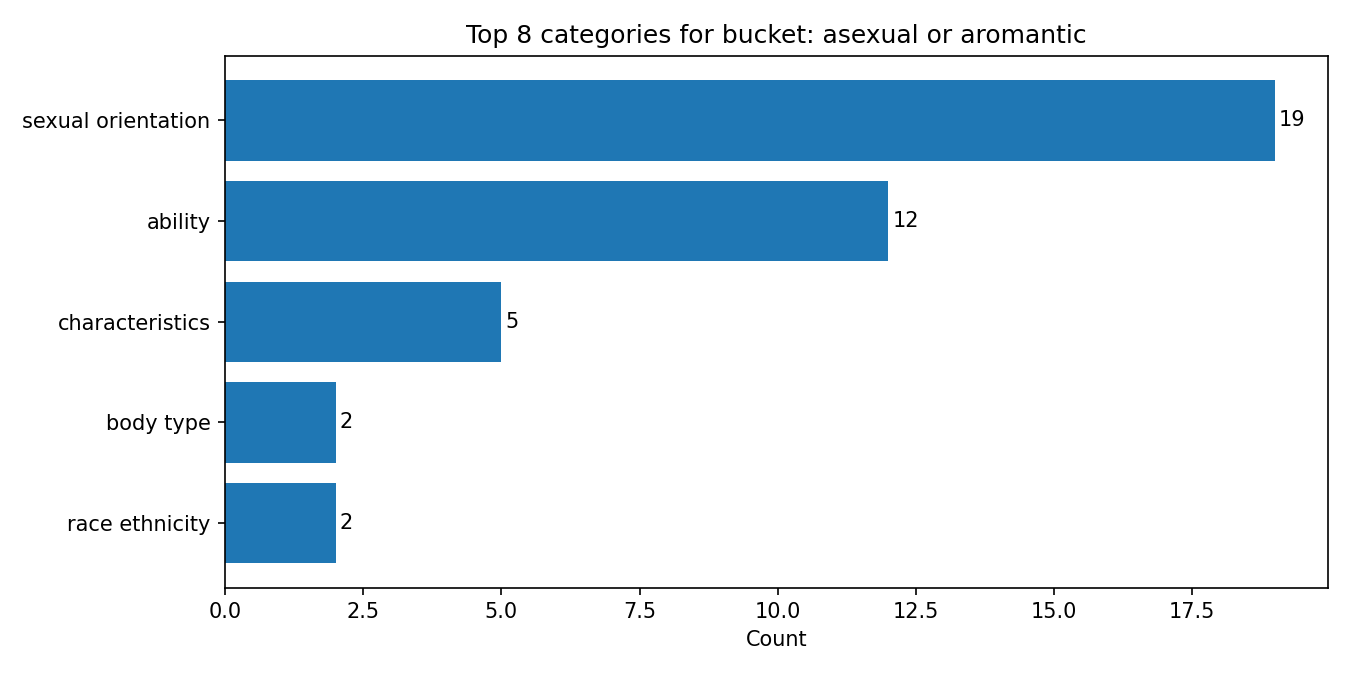 Top 8 categories for bucket: asexual or aromantic
sexual orientation
19
ability
12
characteristics
5
body type
2
race ethnicity
2
0.0 2.5 5.0 7.5 10.0 12.5 15.0 17.5
Count